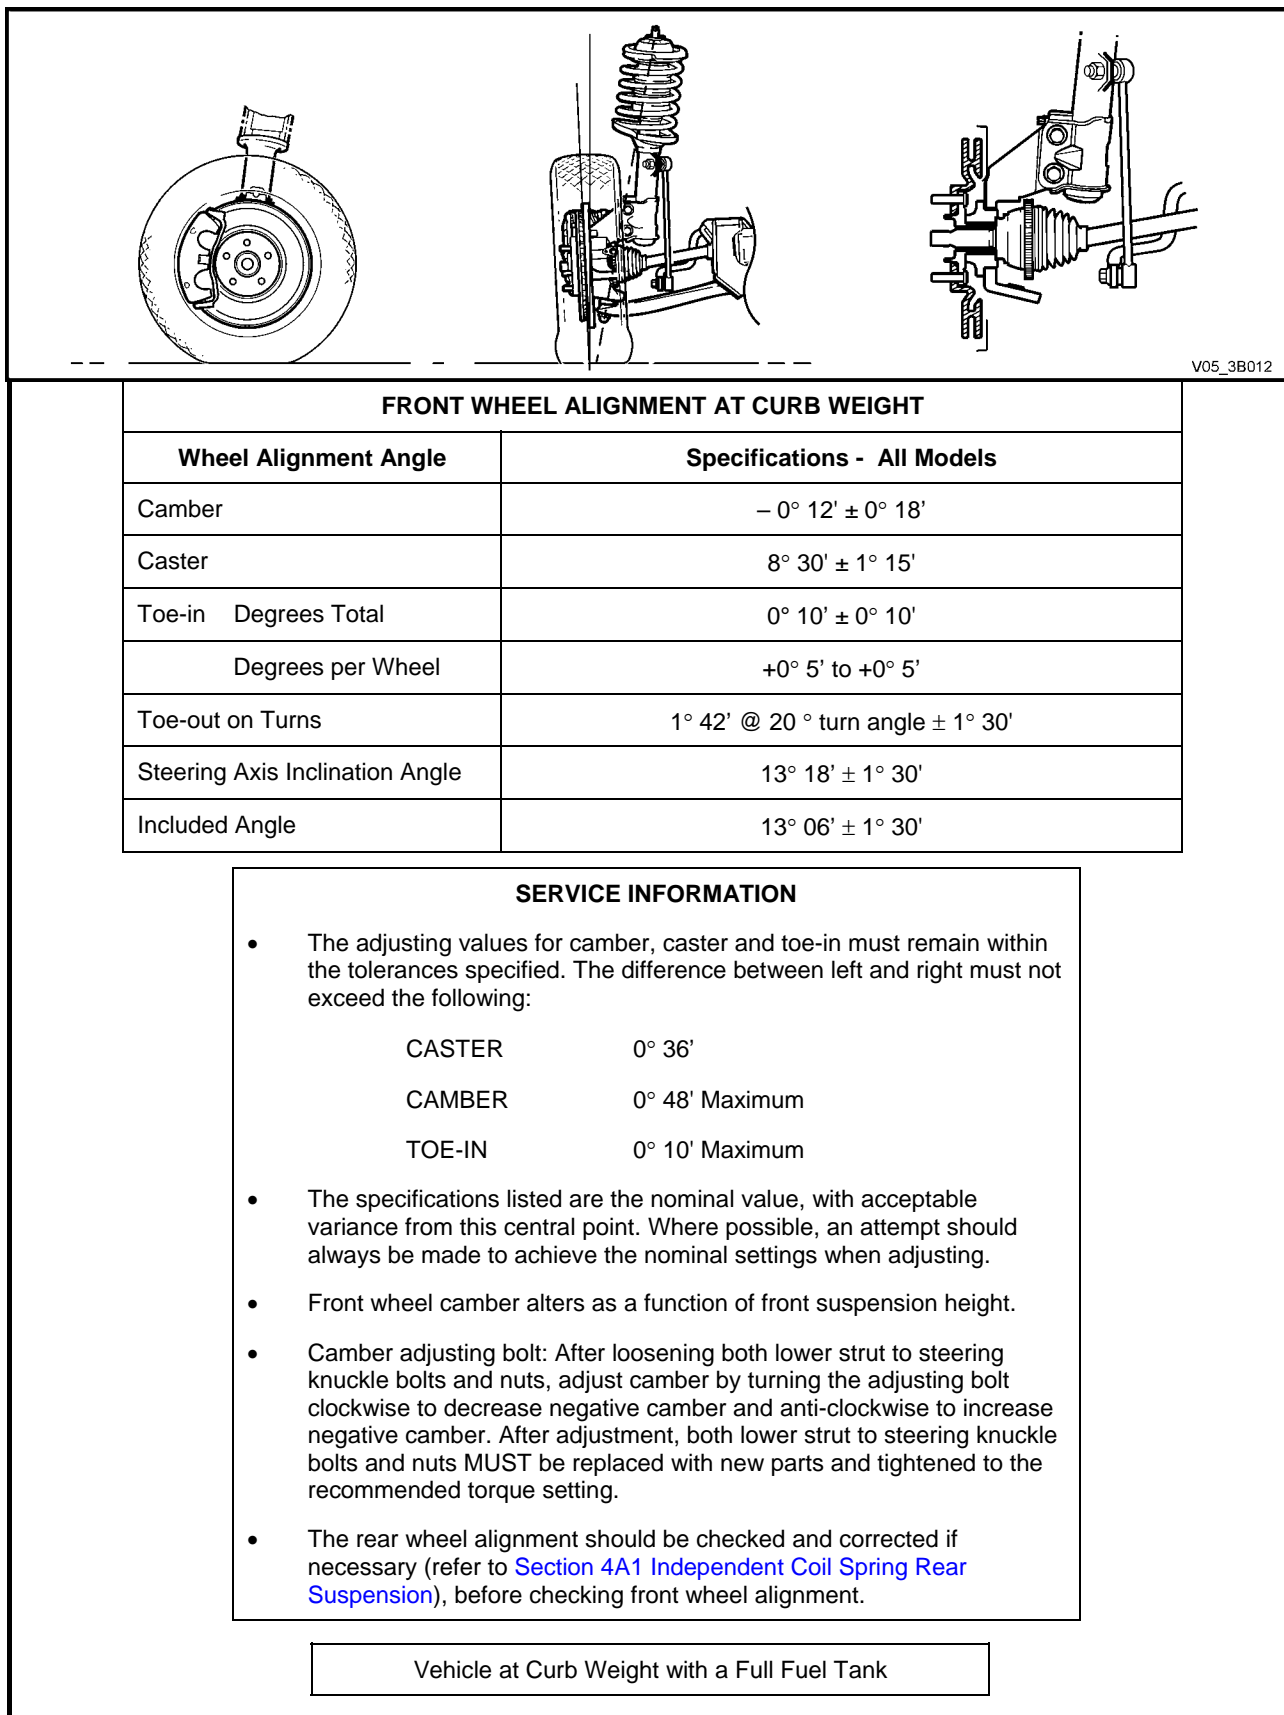 V05_3B012
FRONT WHEEL ALIGNMENT AT CURB WEIGHT
Wheel Alignment Angle Specifications - All Models
Camber – 0° 12' ± 0° 18’
Caster 8° 30' ± 1° 15'
Toe-in Degrees Total 0° 10’ ± 0° 10'
Degrees per Wheel +0° 5’ to +0° 5’
Toe-out on Turns 1° 42’ @ 20 ° turn angle ± 1° 30'
Steering Axis Inclination Angle 13° 18’ ± 1° 30'
Included Angle 13° 06’ ± 1° 30'
SERVICE INFORMATION
• The adjusting values for camber, caster and toe-in must remain within
the tolerances specified. The difference between left and right must not
exceed the following:
CASTER 0° 36’
CAMBER 0° 48' Maximum
TOE-IN 0° 10' Maximum
• The specifications listed are the nominal value, with acceptable
variance from this central point. Where possible, an attempt should
always be made to achieve the nominal settings when adjusting.
• Front wheel camber alters as a function of front suspension height.
• Camber adjusting bolt: After loosening both lower strut to steering
knuckle bolts and nuts, adjust camber by turning the adjusting bolt
clockwise to decrease negative camber and anti-clockwise to increase
negative camber. After adjustment, both lower strut to steering knuckle
bolts and nuts MUST be replaced with new parts and tightened to the
recommended torque setting.
• The rear wheel alignment should be checked and corrected if
necessary (refer to Section 4A1 Independent Coil Spring Rear
Suspension), before checking front wheel alignment.
Vehicle at Curb Weight with a Full Fuel Tank